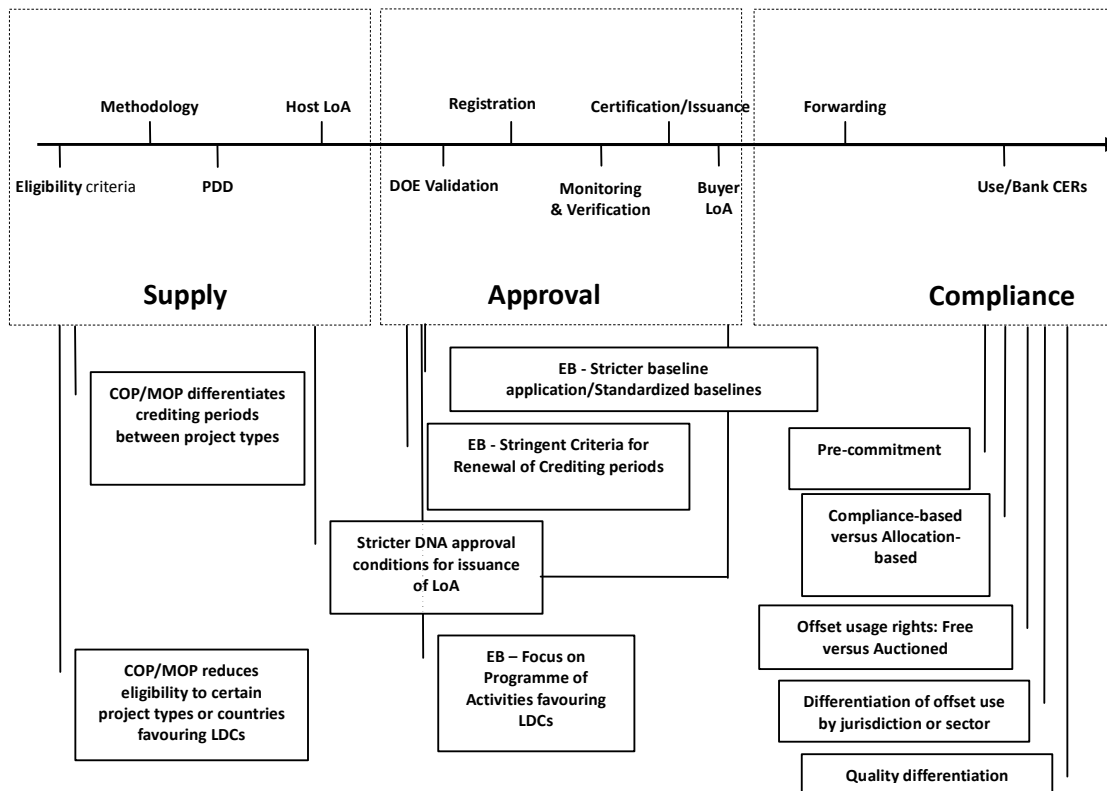 Methodology
Host LoA
Registration
Certification/Issuance
Forwarding
Eligibility criteria
PDD
DOE Validation
Monitoring
& Verification
Buyer
LoA
Use/Bank CERs
Supply
Approval
Compliance
COP/MOP differentiates
crediting periods
between project types
EB - Stricter baseline
application/Standardized baselines
EB - Stringent Criteria for
Renewal of Crediting periods
Pre-commitment
Compliance-based
versus Allocation-
based
Stricter DNA approval
conditions for issuance
of LoA
Offset usage rights: Free
versus Auctioned
COP/MOP reduces
eligibility to certain
project types or countries
favouring LDCs
EB – Focus on
Programme of
Activities favouring
LDCs
Differentiation of offset use
by jurisdiction or sector
Quality differentiation